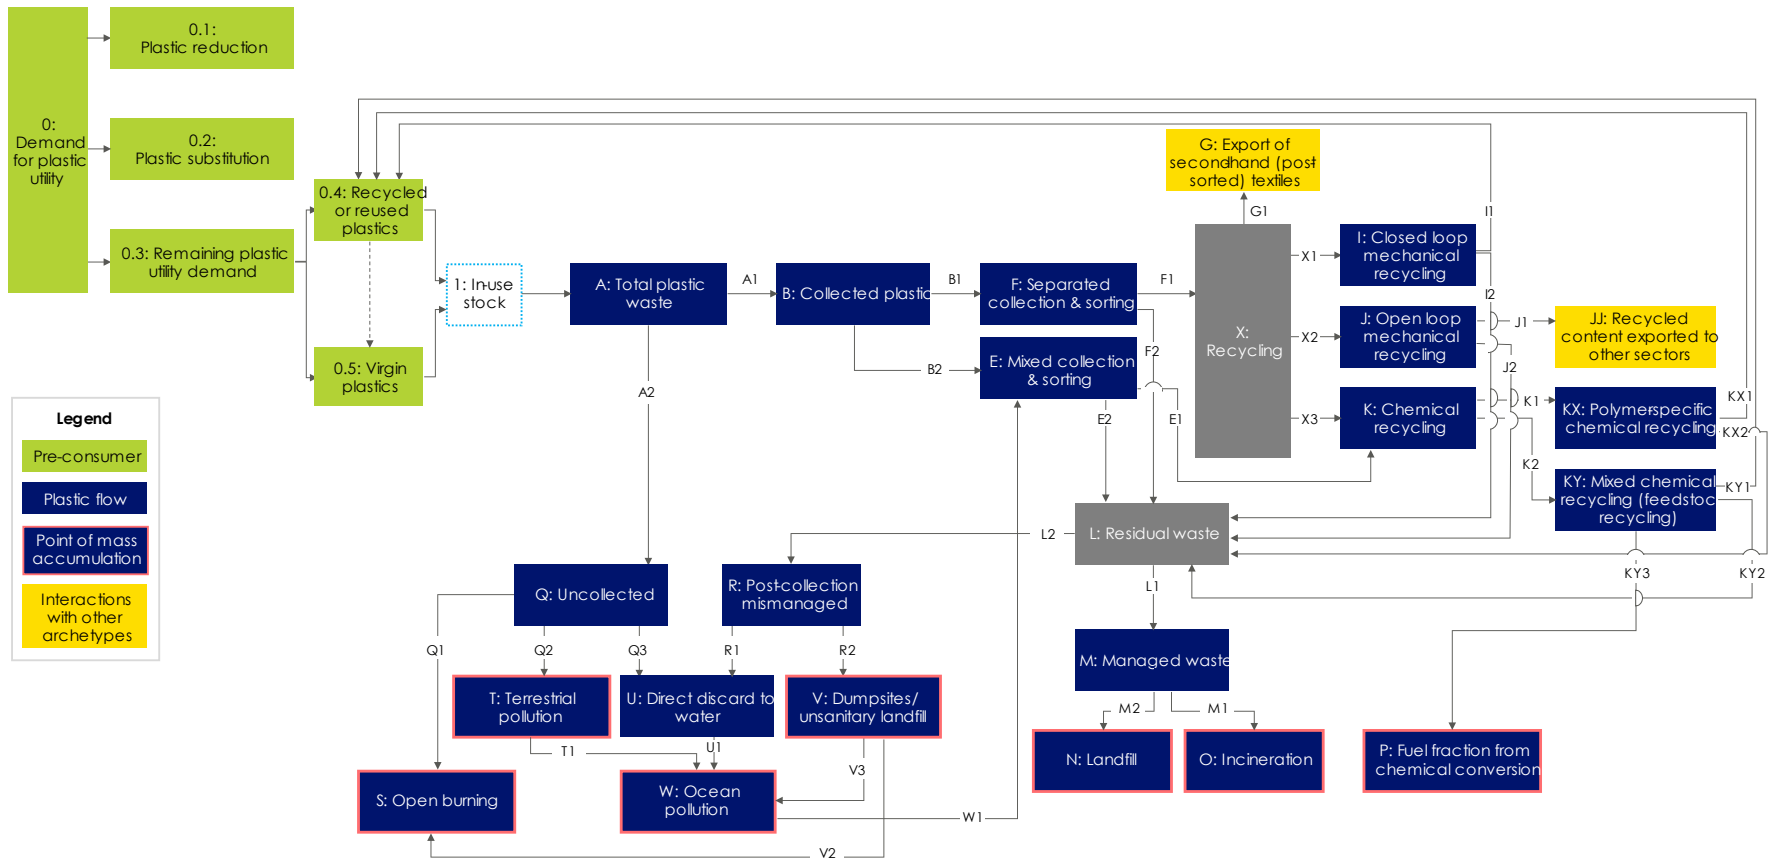 0:
Demand
for plastic
utility
0.1:
Plastic reduction
0.2:
Plastic substitution
0.3: Remaining plastic
utility demand
0.4: Recycled
or reused
plastics
0.5: Virgin
plastics
1: In-use
stock
A: Total plastic
waste
A1
A2
B: Collected plastic
B1
B2
F: Separated
collection & sorting
F1
F2
E: Mixed collection
& sorting
E2
E1
G: Export of
secondhand (post-
sorted) textiles
G1
X:
Recycling
X1
X2
X3
I: Closed loop
mechanical
recycling
I1
I2
J: Open loop
mechanical
recycling
J1
J2
JJ: Recycled
content exported to
other sectors
K: Chemical
recycling
K1
K2
KX: Polymer-specific
chemical recycling
KX1
KX2
KY: Mixed chemical
recycling (feedstoc
recycling)
KY1
KY2
KY3
L: Residual waste
L2
L1
Legend
Pre-consumer
Plastic flow
Point of mass
accumulation
Interactions
with other
archetypes
Q: Uncollected
Q1
Q2
Q3
R: Post-collection
mismanaged
R1
R2
M: Managed waste
M2
M1
T: Terrestrial
pollution
T1
U: Direct discard to
water
U1
V: Dumpsites/
unsanitary landfill
V3
V2
S: Open burning
W: Ocean
pollution
W1
N: Landfill
O: Incineration
P: Fuel fraction from
chemical conversion